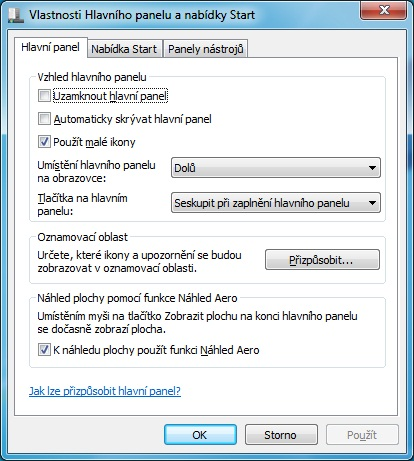 Vlastnosti Hlavního panelu a nabídky Start
Hlavní panel
Nabídka Start
Panely nástrojů
Vzhled hlavního panelu
Uzamknout hlavní panel
Automaticky skrývat hlavní panel
Použít malé ikony
Umístění hlavního panelu
na obrazovce:
Dolů
Tlačítka na hlavním
panelu:
Seskupit při zaplnění hlavního panelu
Oznamovací oblast
Určete, které ikony a upozornění se budou
zobrazovat v oznamovací oblasti.
Přizpůsobit...
Náhled plochy pomocí funkce Náhled Aero
Umístěním myši na tlačítko Zobrazit plochu na konci hlavního panelu
se dočasně zobrazí plocha.
K náhledu plochy použít funkci Náhled Aero
Jak lze přizpůsobit hlavní panel?
OK
Storno
Použít